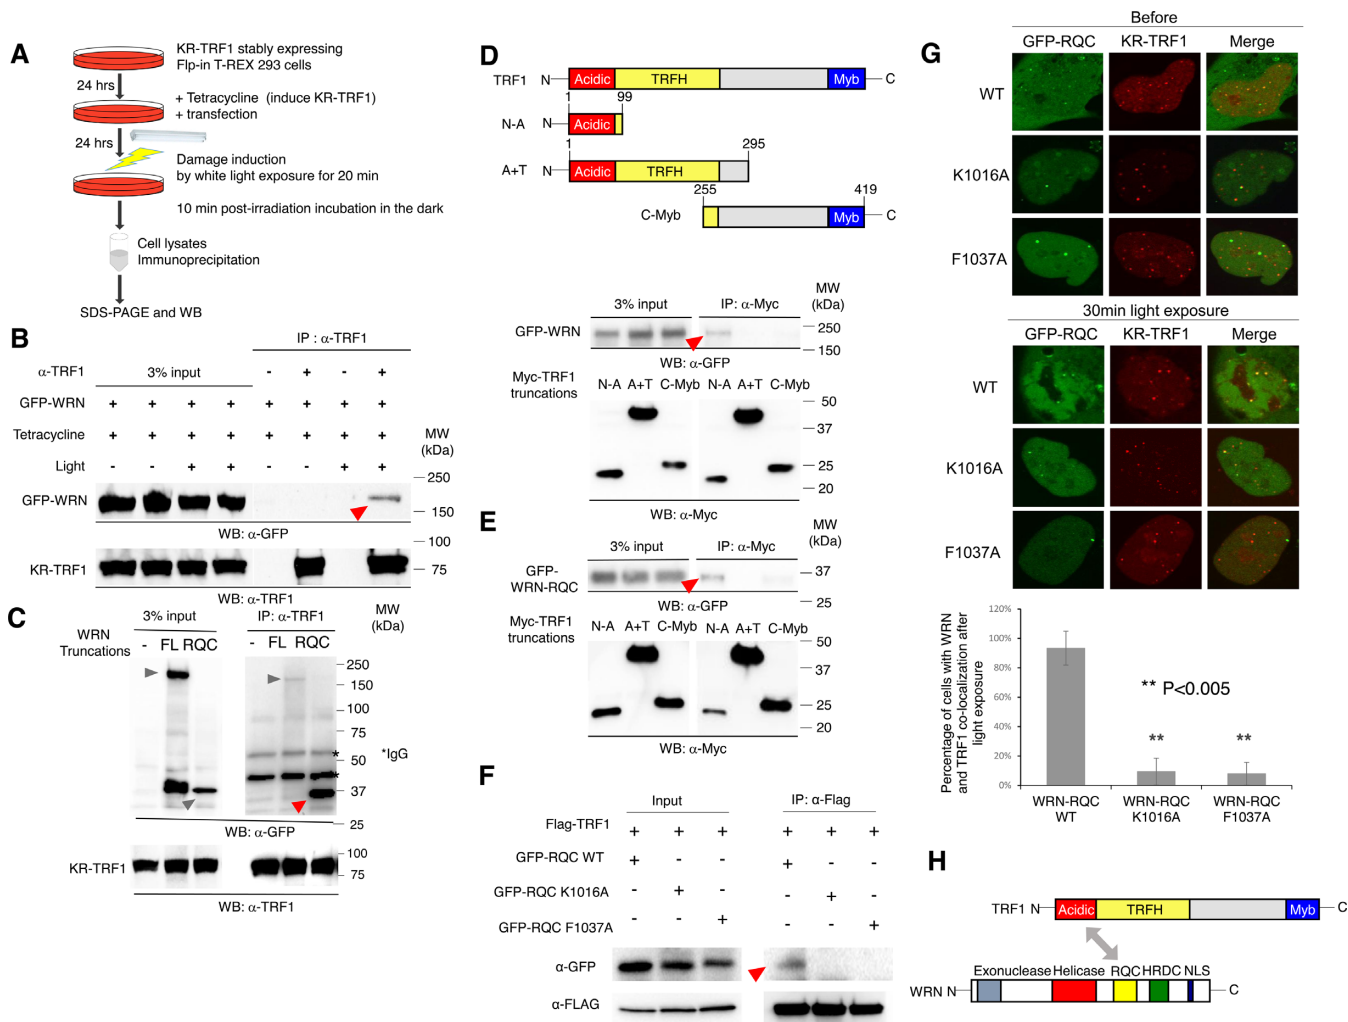 A
KR-TRF1 stably expressing
Flp-in T-REX 293 cells
24 hrs
+ Tetracycline (induce KR-TRF1)
+ transfection
24 hrs
Damage induction
by white light exposure for 20 min
10 min post-irradiation incubation in the dark
Cell lysates
Immunoprecipitation
SDS-PAGE and WB
B
IP : α-TRF1
α-TRF1 3% input - + - +
GFP-WRN + + + + + + + +
Tetracycline + + + + + + + +
MW
(kDa)
Light - - + + - - + +
250
GFP-WRN
150
WB: α-GFP
100
KR-TRF1
75
WB: α-TRF1
C
WRN
Truncations
3% input
IP: α-TRF1
MW
(kDa)
- FL RQC - FL RQC
250
150
100
75
*IgG
50
37
25
WB: α-GFP
100
KR-TRF1
75
WB: α-TRF1
D
TRF1 N Acidic TRFH Myb C
1 99
N-A N Acidic
1 295
A+T N Acidic TRFH
255 419
C-Myb Myb C
3% input IP: α-Myc
MW
(kDa)
GFP-WRN
250
150
WB: α-GFP
Myc-TRF1
truncations
N-A A+T C-Myb N-A A+T C-Myb
50
37
25
20
WB: α-Myc
E
3% input IP: α-Myc
MW
(kDa)
GFP-
WRN-RQC
37
25
WB: α-GFP
Myc-TRF1
truncations
N-A A+T C-Myb N-A A+T C-Myb
50
37
25
20
WB: α-Myc
F
Input IP: α-Flag
Flag-TRF1 + + + + + +
GFP-RQC WT + - - + - -
GFP-RQC K1016A - + - - + -
GFP-RQC F1037A - - + - - +
α-GFP
α-FLAG
G
Before
GFP-RQC KR-TRF1 Merge
WT
K1016A
F1037A
30min light exposure
GFP-RQC KR-TRF1 Merge
WT
K1016A
F1037A
Percentage of cells with WRN
and TRF1 co-localization after
light exposure
120%
100%
80%
60%
40%
20%
0%
** P<0.005
** **
WRN-RQC
WT
WRN-RQC
K1016A
WRN-RQC
F1037A
H
TRF1 N Acidic TRFH Myb C
Exonuclease Helicase RQC HRDC NLS
WRN N C